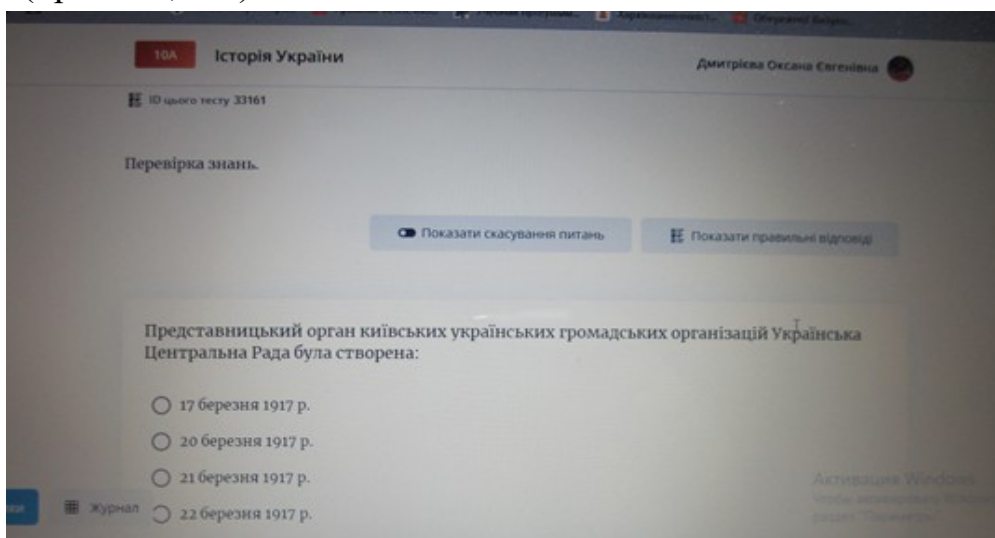 10А Історія України
Дмитрієва Оксана Євгенівна
ID цього тесту 33161
Перевірка знань.
Показати скасування питань
Показати правильні відповіді
Представницький орган київських українських громадських організацій Українська
Центральна Рада була створена:
17 березня 1917 р.
20 березня 1917 р.
21 березня 1917 р.
Активация Windows
Журнал
22 березня 1917 р.